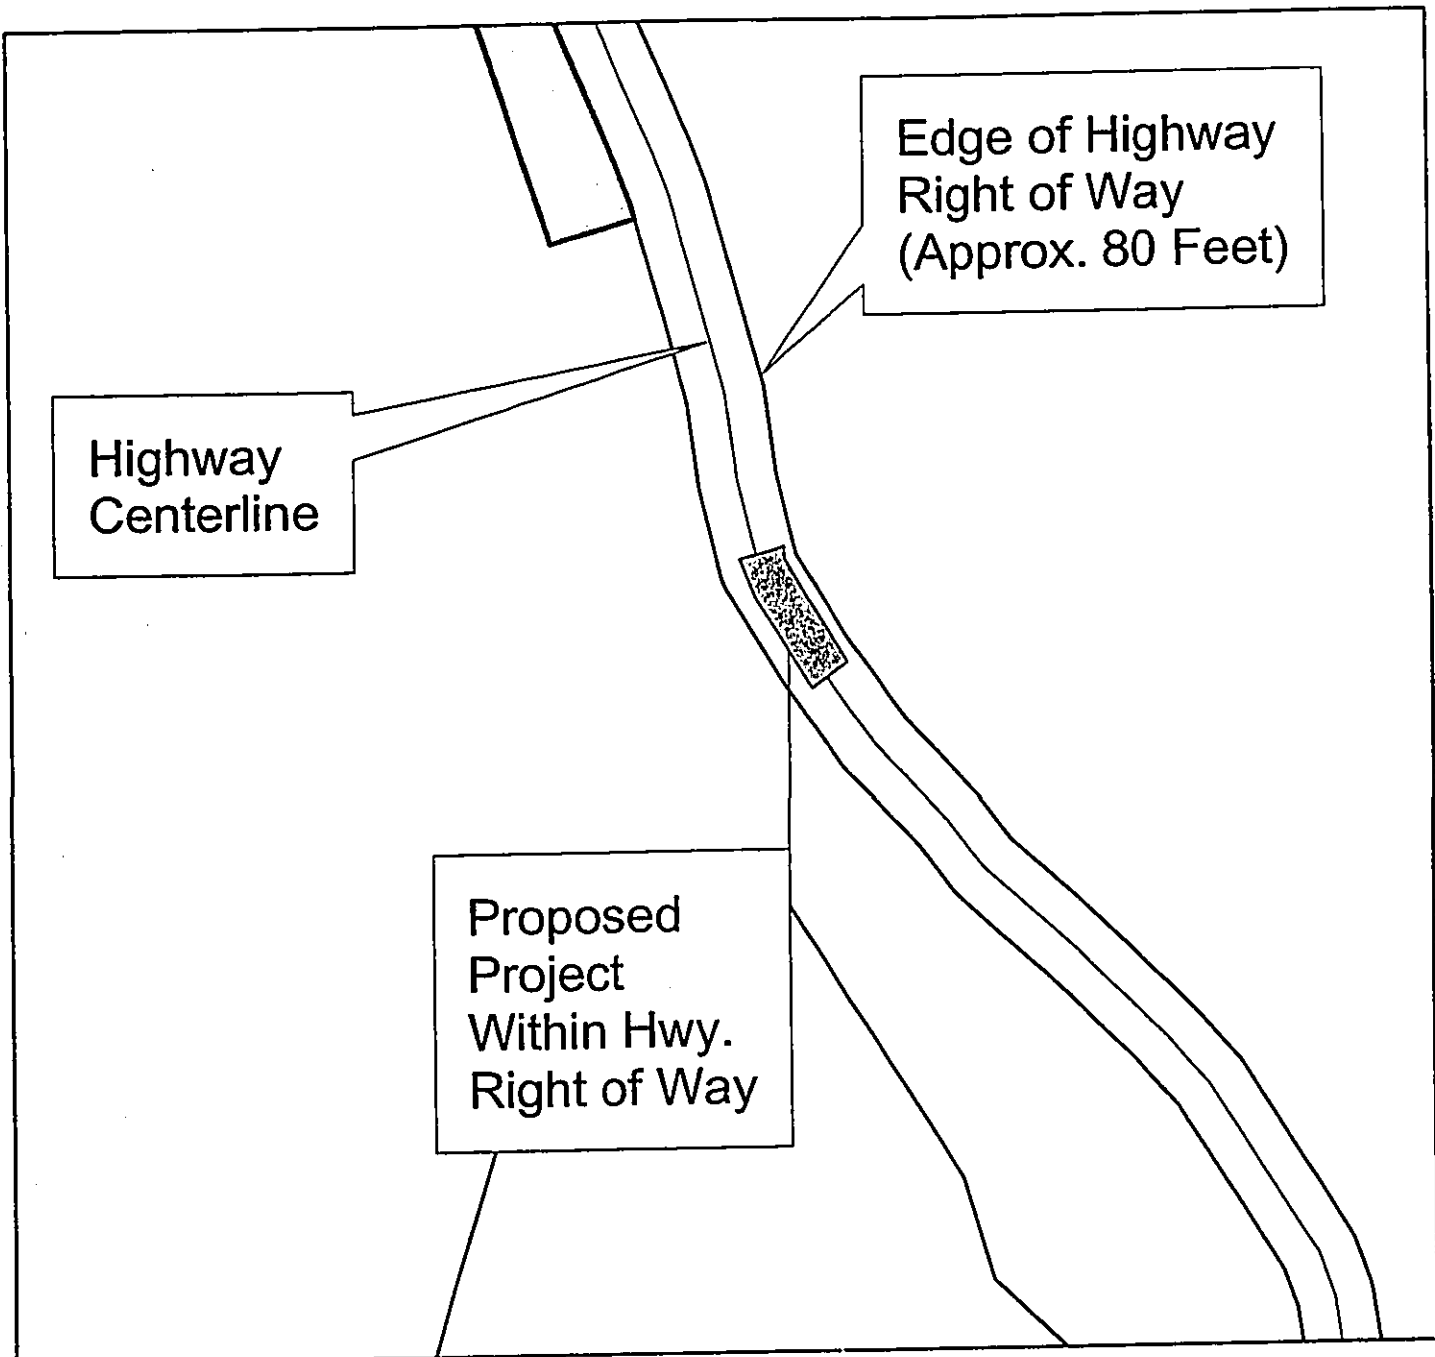 Edge of Highway
Right of Way
(Approx. 80 Feet)
Highway
Centerline
Proposed
Project
Within Hwy.
Right of Way